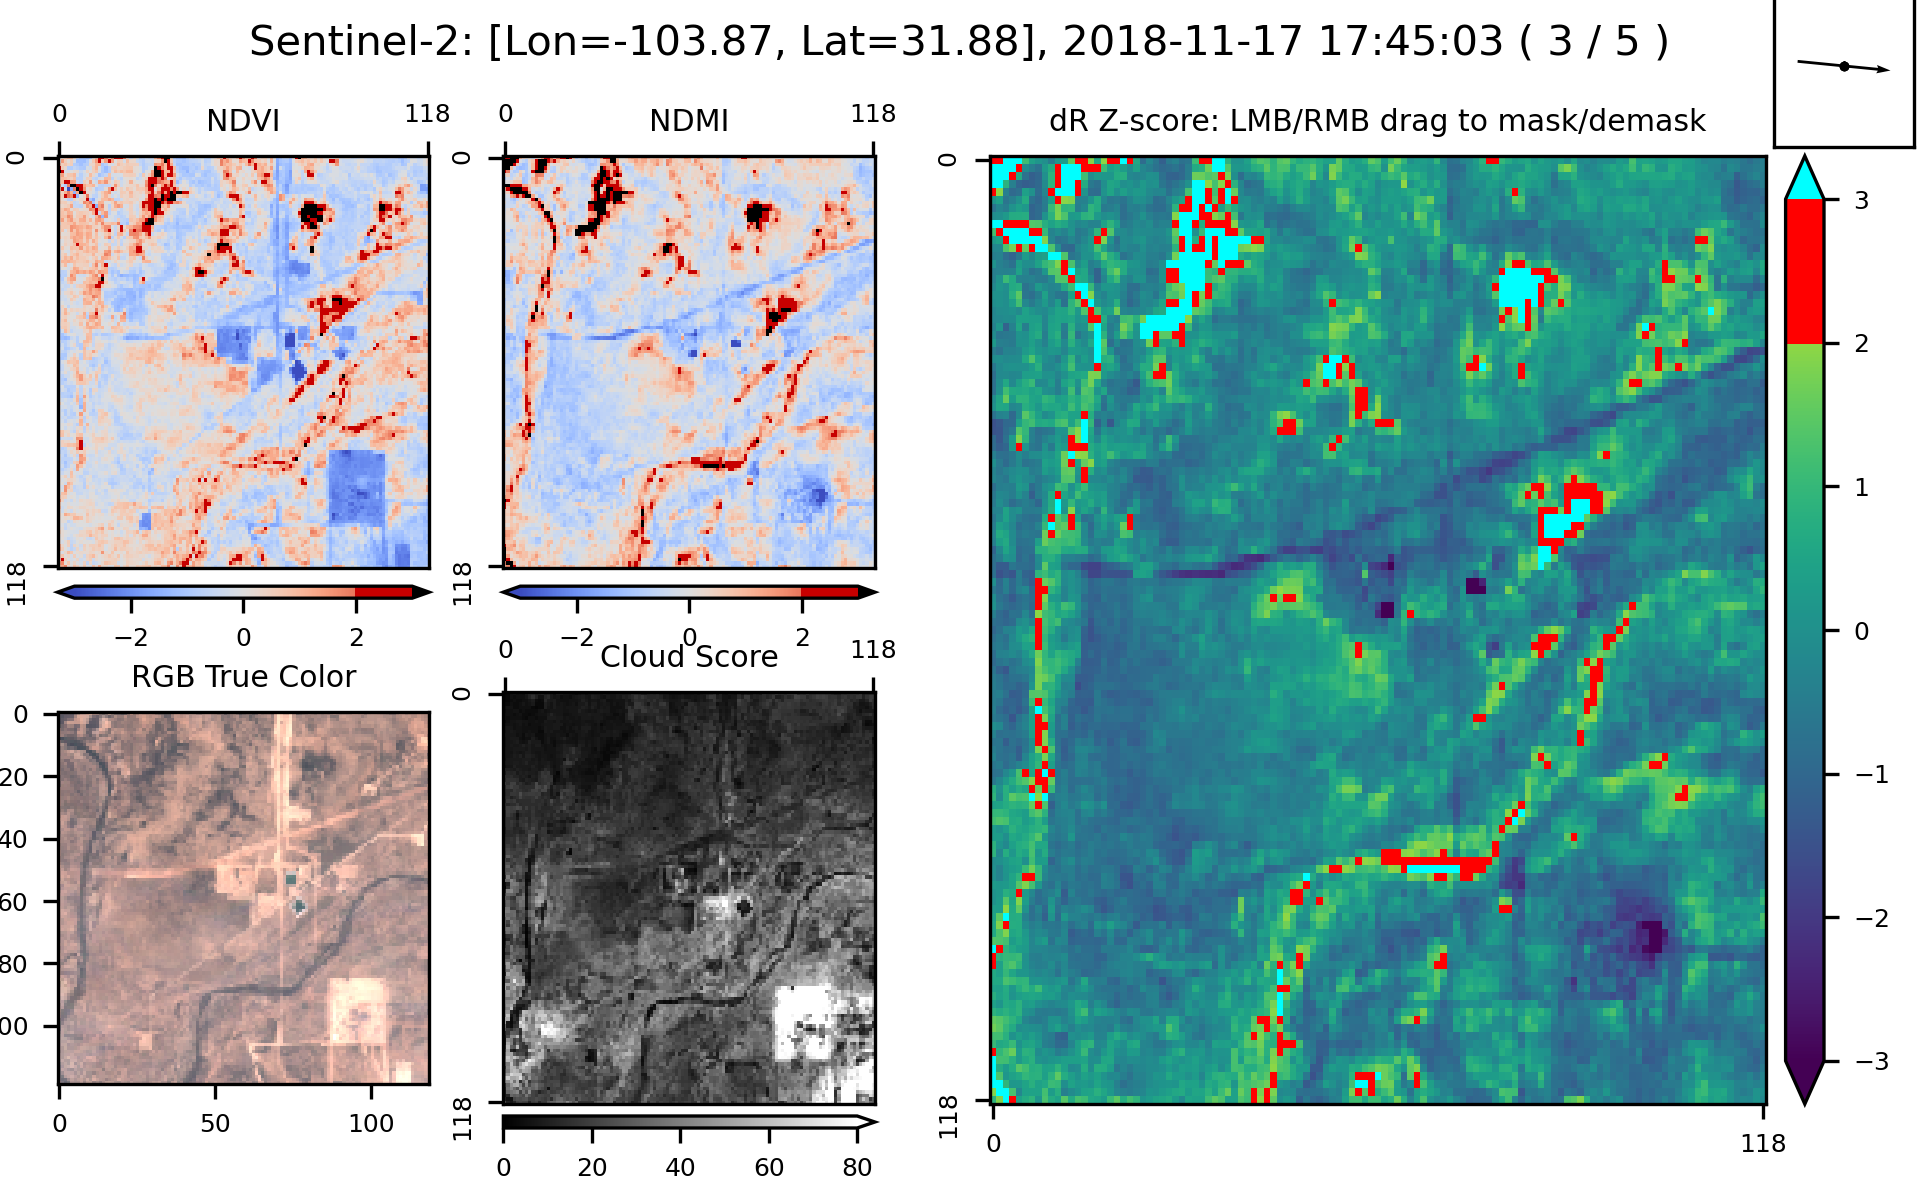 Sentinel-2: [Lon=-103.87, Lat=31.88], 2018-11-17 17:45:03 ( 3 / 5 )
0 118
NDVI
0
118
−2 0 2
0 118
NDMI
0
118
−2 0 2
dR Z-score: LMB/RMB drag to mask/demask
0
118
0 118
3
2
1
0
−1
−2
−3
RGB True Color
0
20
40
60
80
00
0 50 100
0 118
Cloud Score
0
118
0 20 40 60 80